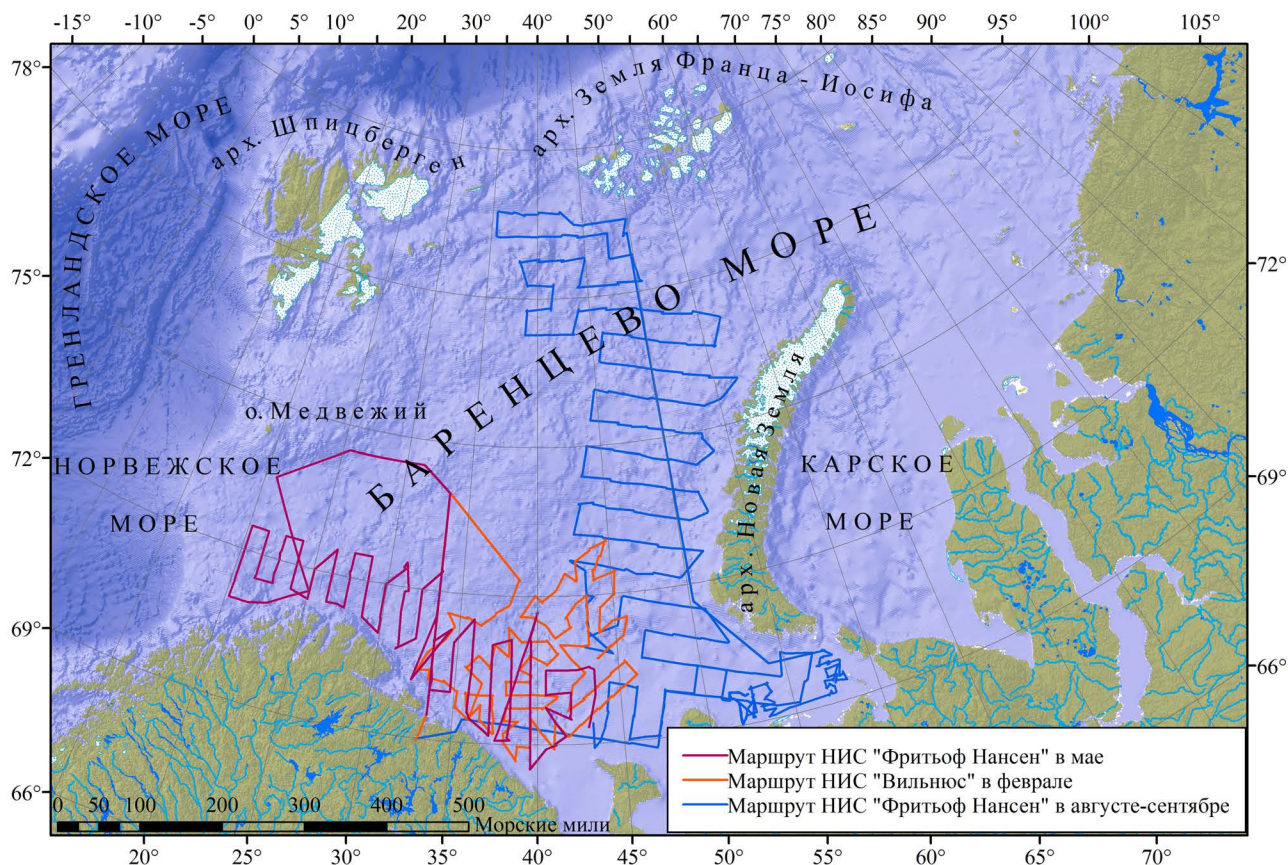 -15° -10° -5° 0° 5° 10° 20° 30° 40° 50° 60° 70° 75° 80° 85° 90° 95° 100° 105°
78°
75°
72°
69°
66°
72°
69°
66°
ГРЕНЛАНДСКОЕ МОРЕ
арх. Шпицберген
арх. Земля Франца - Иосифа
БАРЕНЦЕВО МОРЕ
о. Медвежий
НОРВЕЖСКОЕ
МОРЕ
арх. Новая Земля
КАРСКОЕ
МОРЕ
Маршрут НИС "Фритьоф Нансен" в мае
Маршрут НИС "Вильнюс" в феврале
Маршрут НИС "Фритьоф Нансен" в августе-сентябре
0 50 100 200 300 400 500
Морские мили
20° 25° 30° 35° 40° 45° 50° 55° 60° 65° 70°